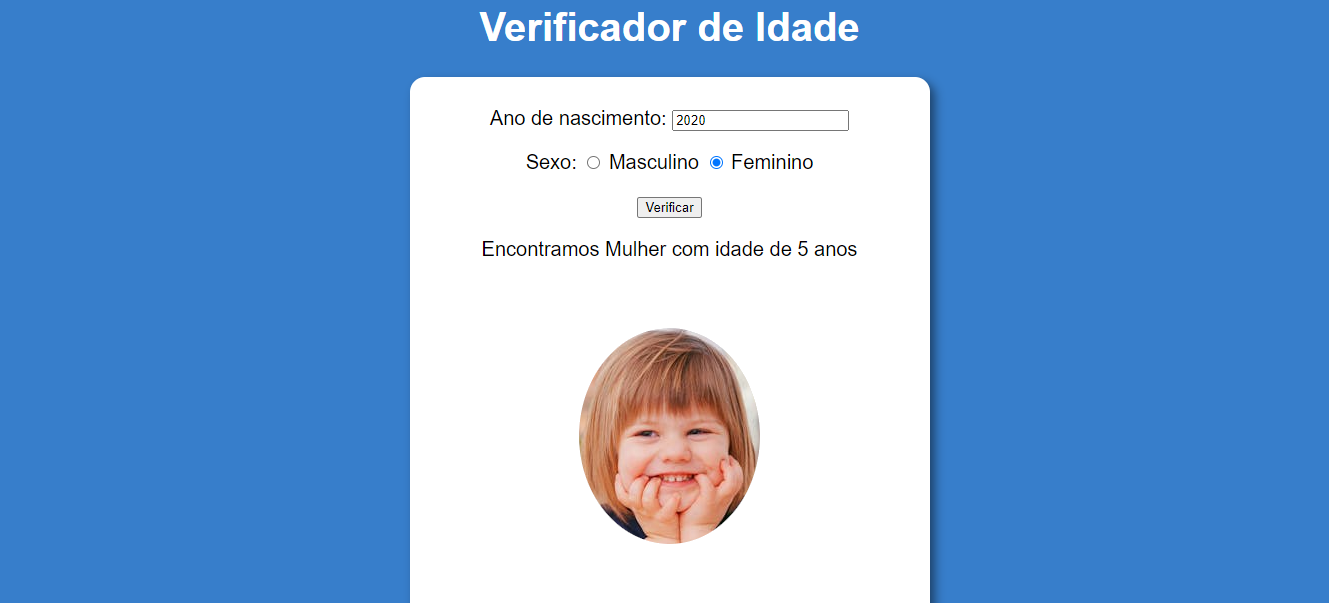 Verificador de Idade
Ano de nascimento: 2020
Sexo: Masculino Feminino
Verificar
Encontramos Mulher com idade de 5 anos